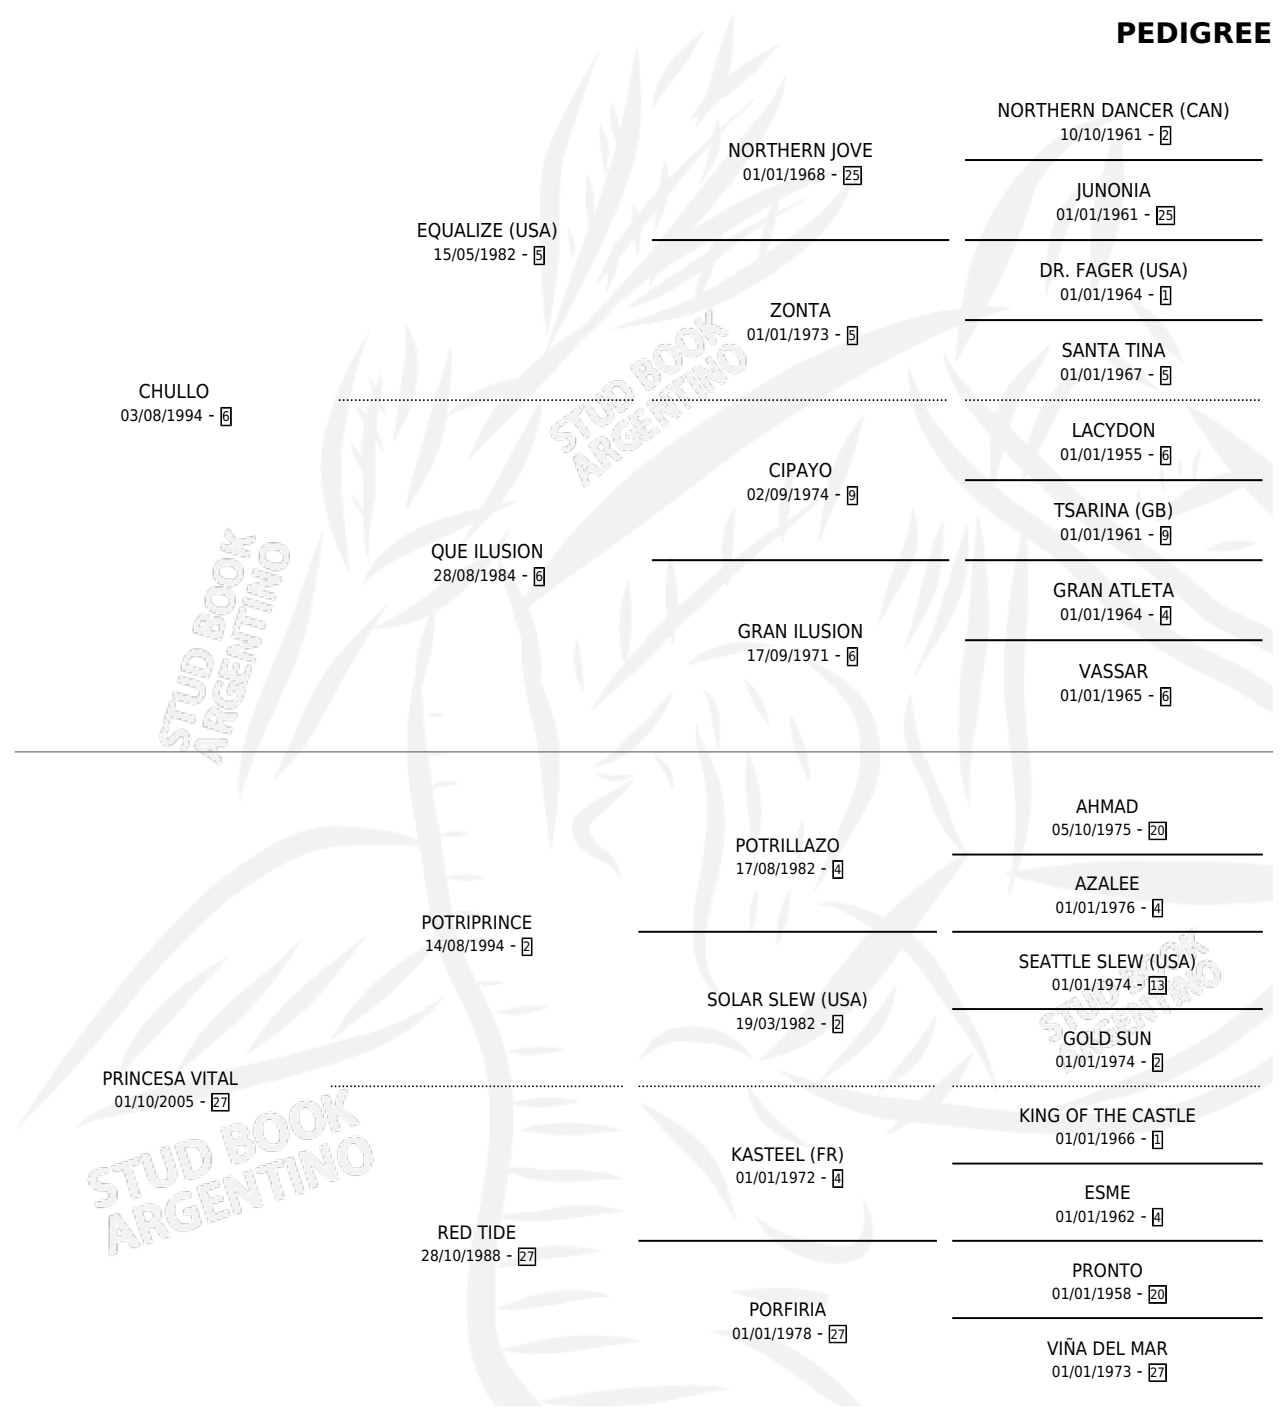 PEDIGREE
NORTHERN DANCER (CAN)
10/10/1961 - 2
NORTHERN JOVE
01/01/1968 - 25
JUNONIA
01/01/1961 - 25
EQUALIZE (USA)
15/05/1982 - 5
DR. FAGER (USA)
01/01/1964 - 1
ZONTA
01/01/1973 - 5
SANTA TINA
01/01/1967 - 5
CHULLO
03/08/1994 - 6
LACYDON
01/01/1955 - 6
CIPAYO
02/09/1974 - 9
TSARINA (GB)
01/01/1961 - 9
QUE ILUSION
28/08/1984 - 6
GRAN ATLETA
01/01/1964 - 4
GRAN ILUSION
17/09/1971 - 6
VASSAR
01/01/1965 - 6
AHMAD
05/10/1975 - 20
POTRILLAZO
17/08/1982 - 4
AZALEE
01/01/1976 - 4
POTRIPRINCE
14/08/1994 - 2
SEATTLE SLEW (USA)
01/01/1974 - 13
SOLAR SLEW (USA)
19/03/1982 - 2
GOLD SUN
01/01/1974 - 2
PRINCESA VITAL
01/10/2005 - 27
KING OF THE CASTLE
01/01/1966 - 1
KASTEEL (FR)
01/01/1972 - 4
ESME
01/01/1962 - 4
RED TIDE
28/10/1988 - 27
PRONTO
01/01/1958 - 20
PORFIRIA
01/01/1978 - 27
VIÑA DEL MAR
01/01/1973 - 27
STUD BOOK
ARGENTINO
STUD BOOK
ARGENTINO
STUD BOOK
ARGENTINO
STUD BOOK
ARGENTINO